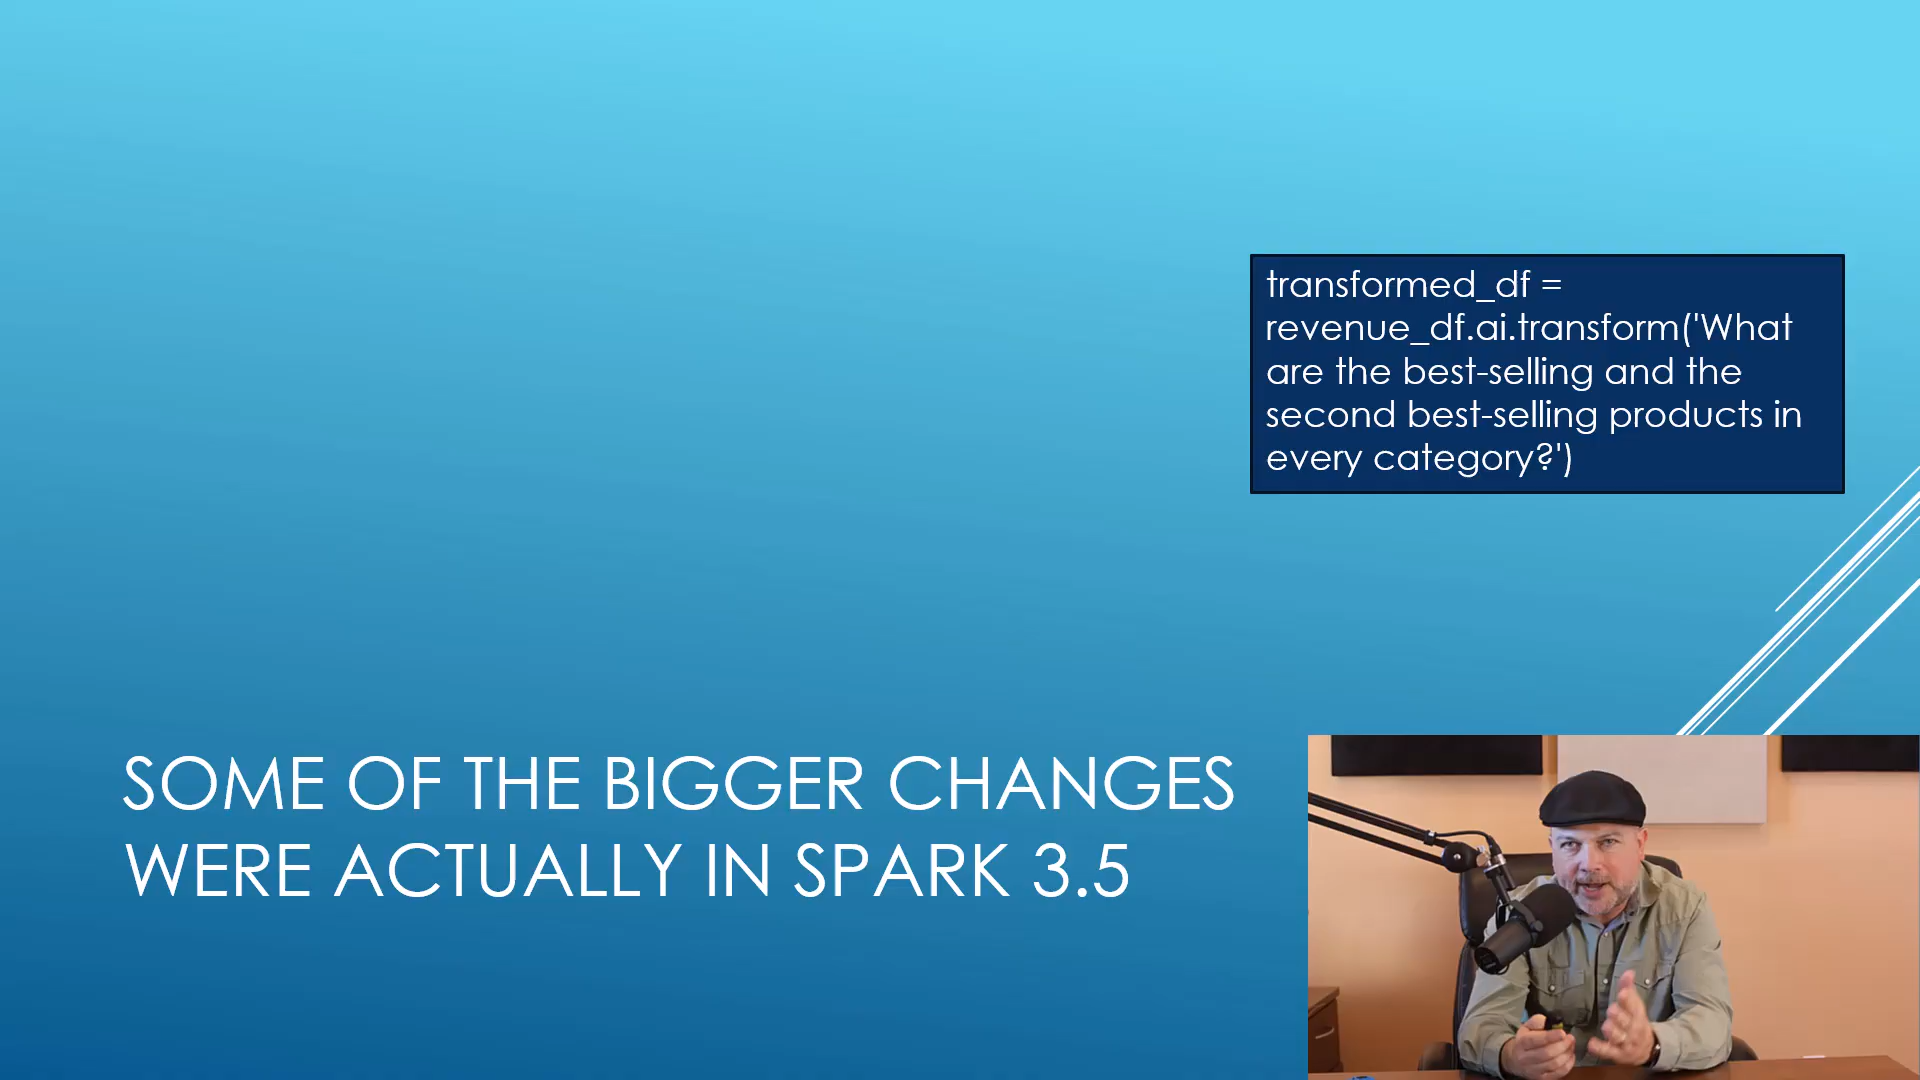 transformed_df =
revenue_df.ai.transform('What
are the best-selling and the
second best-selling products in
every category?')
SOME OF THE BIGGER CHANGES
WERE ACTUALLY IN SPARK 3.5